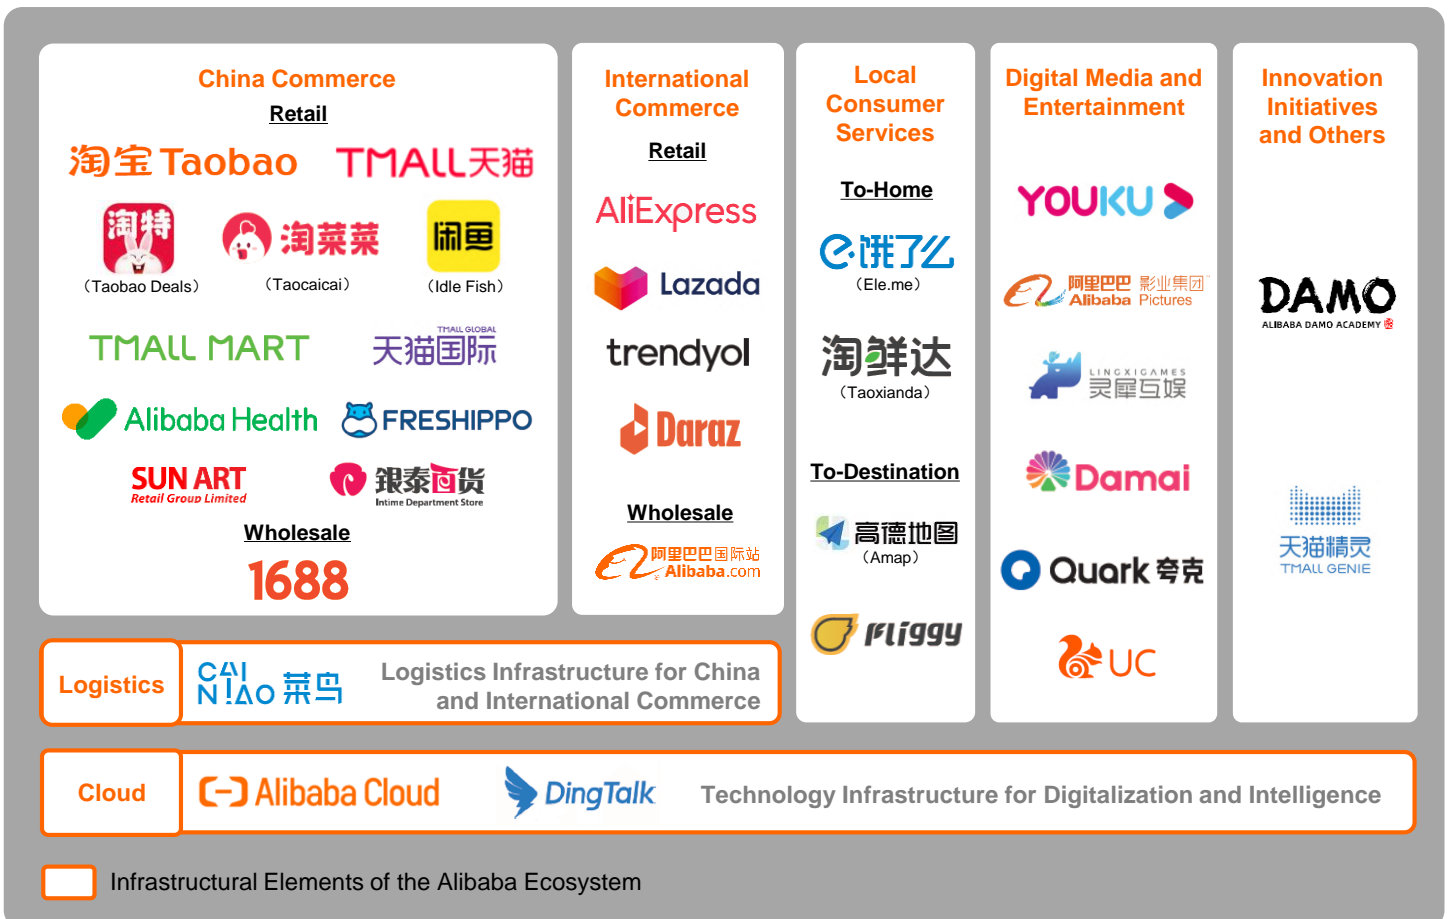 China Commerce
Retail
淘宝 Taobao
TMALL天猫
淘特
(Taobao Deals)
淘菜菜
(Taocaicai)
闲鱼
(Idle Fish)
TMALL MART
TMALL GLOBAL
天猫国际
Alibaba Health
FRESHIPPO
SUN ART
Retail Group Limited
银泰百货
Intime Department Store
Wholesale
1688
International
Commerce
Retail
AliExpress
Lazada
trendyol
Daraz
Wholesale
阿里巴巴国际站
Alibaba.com
Local
Consumer
Services
To-Home
饿了么
(Ele.me)
淘鲜达
(Taoxianda)
To-Destination
高德地图
(Amap)
Fliggy
Digital Media and
Entertainment
YOUKU
阿里巴巴 影业集团
Alibaba Pictures
LINGXIGAMES
灵犀互娱
Damai
Quark 夸克
UC
Innovation
Initiatives
and Others
DAMO
ALIBABA DAMO ACADEMY
天猫精灵
TMALL GENIE
Logistics
CAI
NIAO 菜鸟
Logistics Infrastructure for China
and International Commerce
Cloud
Alibaba Cloud
DingTalk
Technology Infrastructure for Digitalization and Intelligence
Infrastructural Elements of the Alibaba Ecosystem